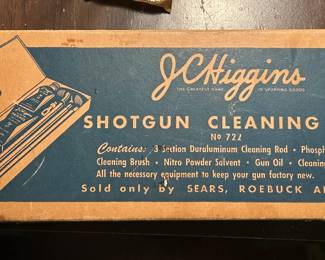 J.C. Higgins
THE GREATEST NAME IN SPORTING GOODS
SHOTGUN CLEANING
No 722
Contains: 3 Section Duraluminum Cleaning Rod • Phosph
Cleaning Brush • Nitro Powder Solvent • Gun Oil • Cleaning
All the necessary equipment to keep your gun factory new.
Sold only by SEARS, ROEBUCK A